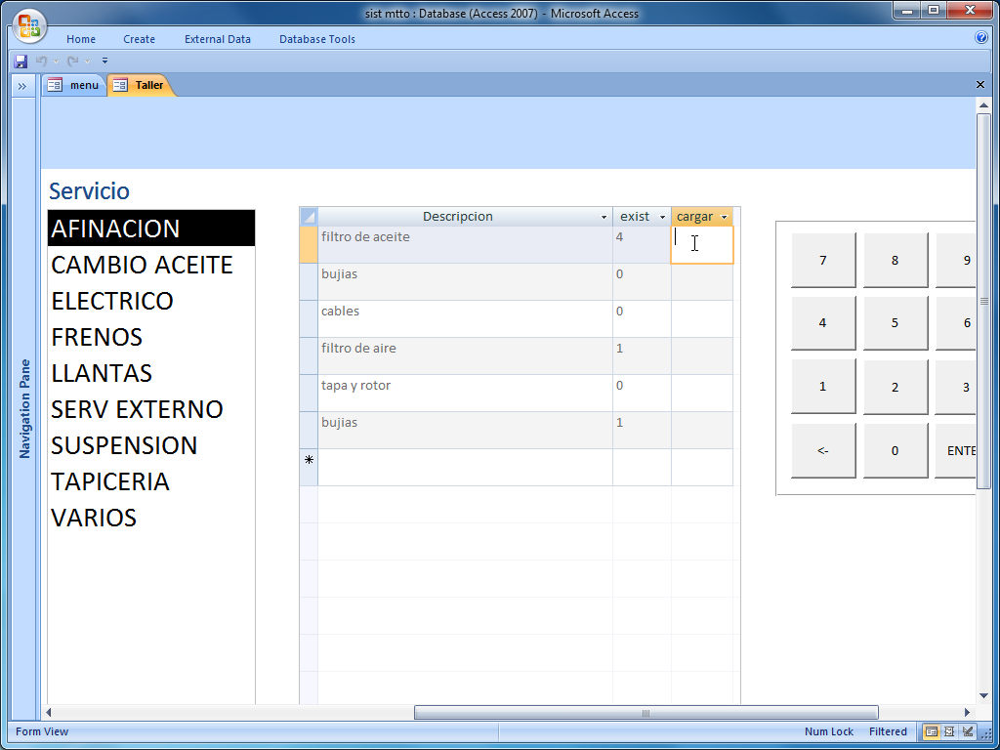 sist mtto : Database (Access 2007) - Microsoft Access
Home Create External Data Database Tools
menu Taller
Navigation Pane
Servicio
AFINACION
CAMBIO ACEITE
ELECTRICO
FRENOS
LLANTAS
SERV EXTERNO
SUSPENSION
TAPICERIA
VARIOS
Descripcion exist cargar
filtro de aceite 4
bujias 0
cables 0
filtro de aire 1
tapa y rotor 0
bujias 1
*
7 8 9
4 5 6
1 2 3
<- 0 ENTE
Form View Num Lock Filtered